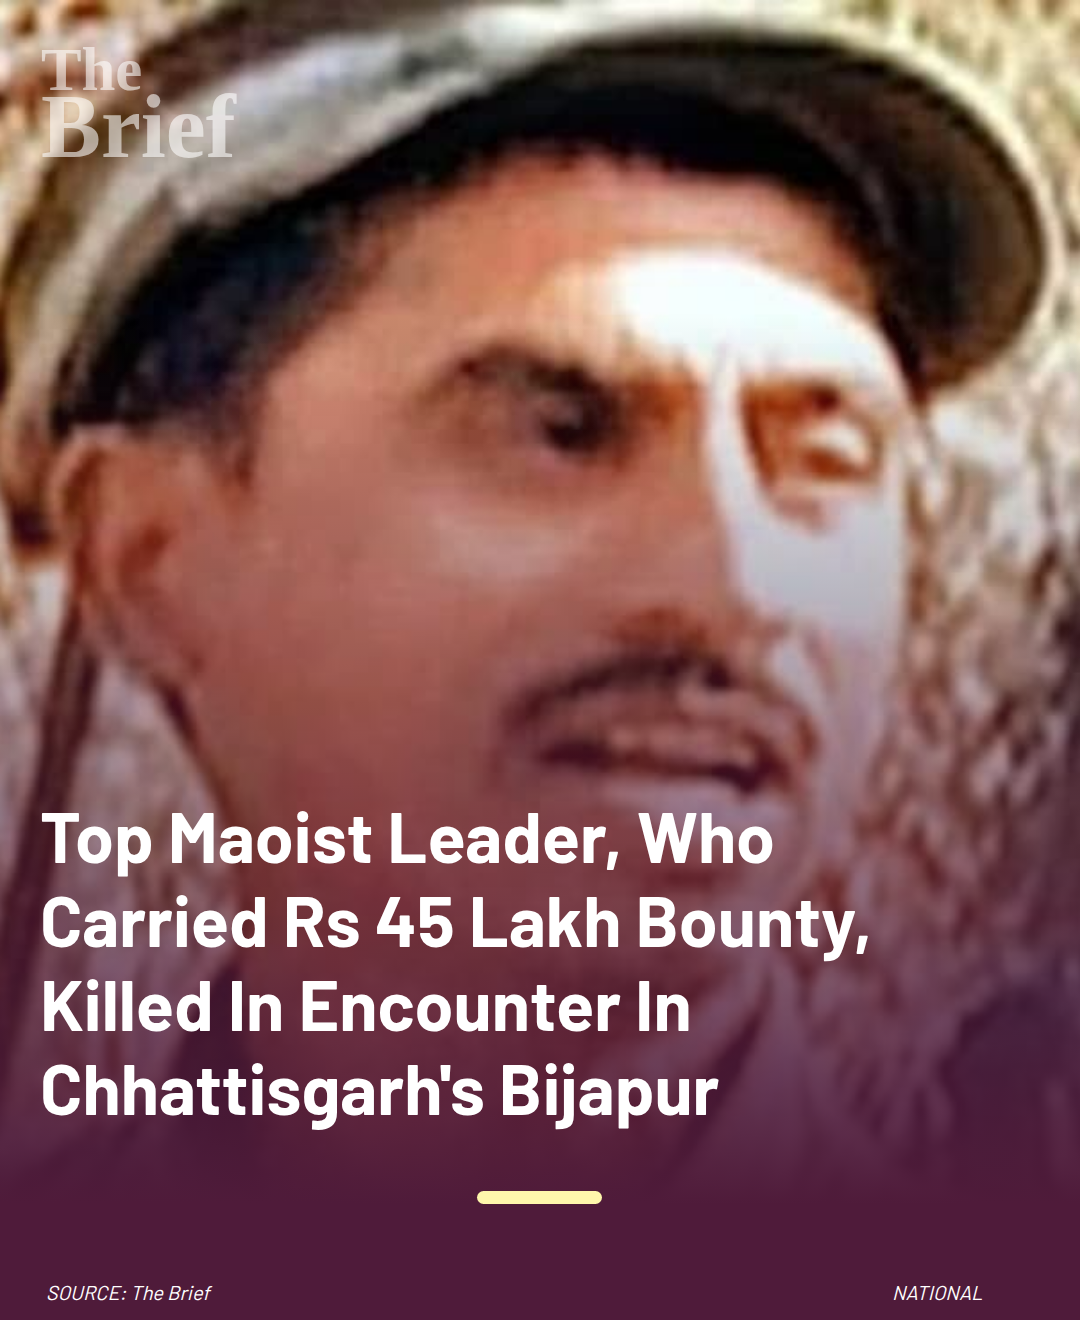 The
Brief
Top Maoist Leader, Who
Carried Rs 45 Lakh Bounty,
Killed In Encounter In
Chhattisgarh's Bijapur
SOURCE: The Brief
NATIONAL